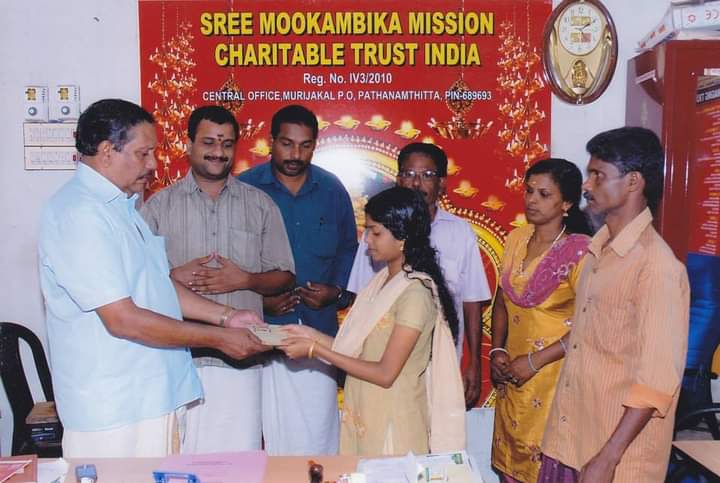 SREE MOOKAMBIKA MISSION
CHARITABLE TRUST INDIA
Reg. No. IV3/2010
CENTRAL OFFICE,MURIJAKAL P.O, PATHANAMTHITTA, PIN-689693